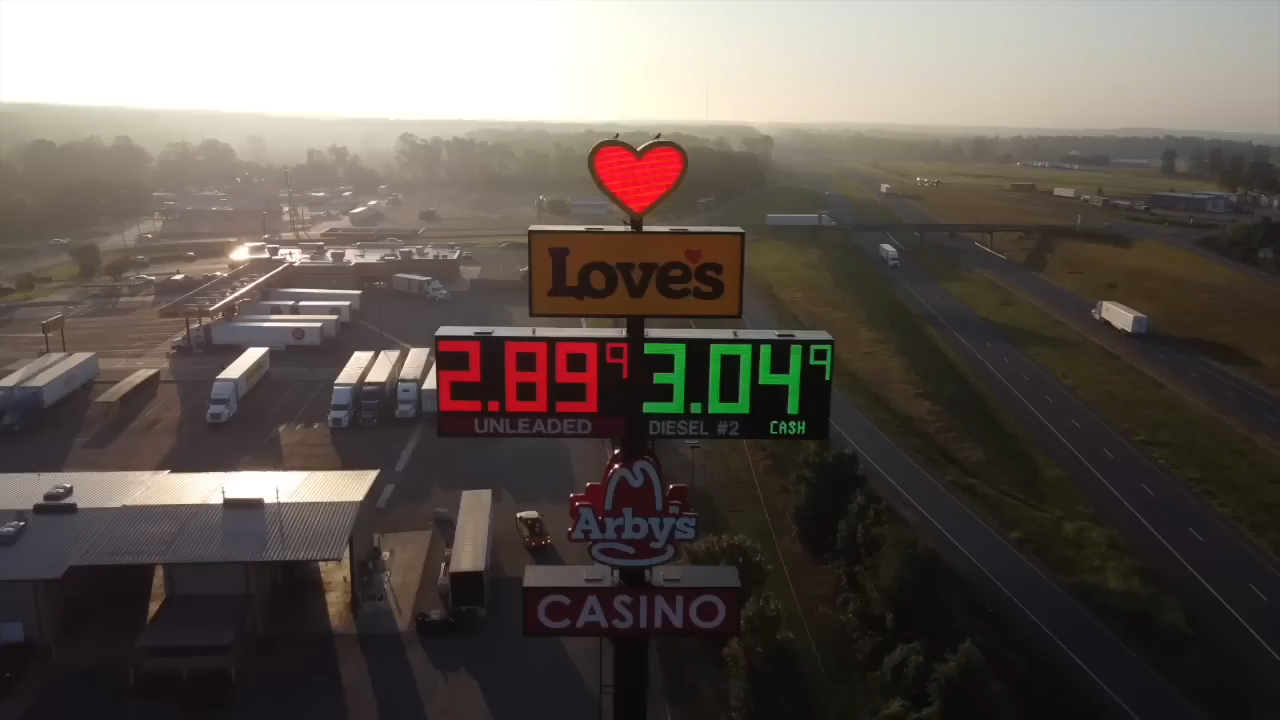 Love's
2.89 9 3.04 9
UNLEADED DIESEL #2 CASH
Arby's
CASINO